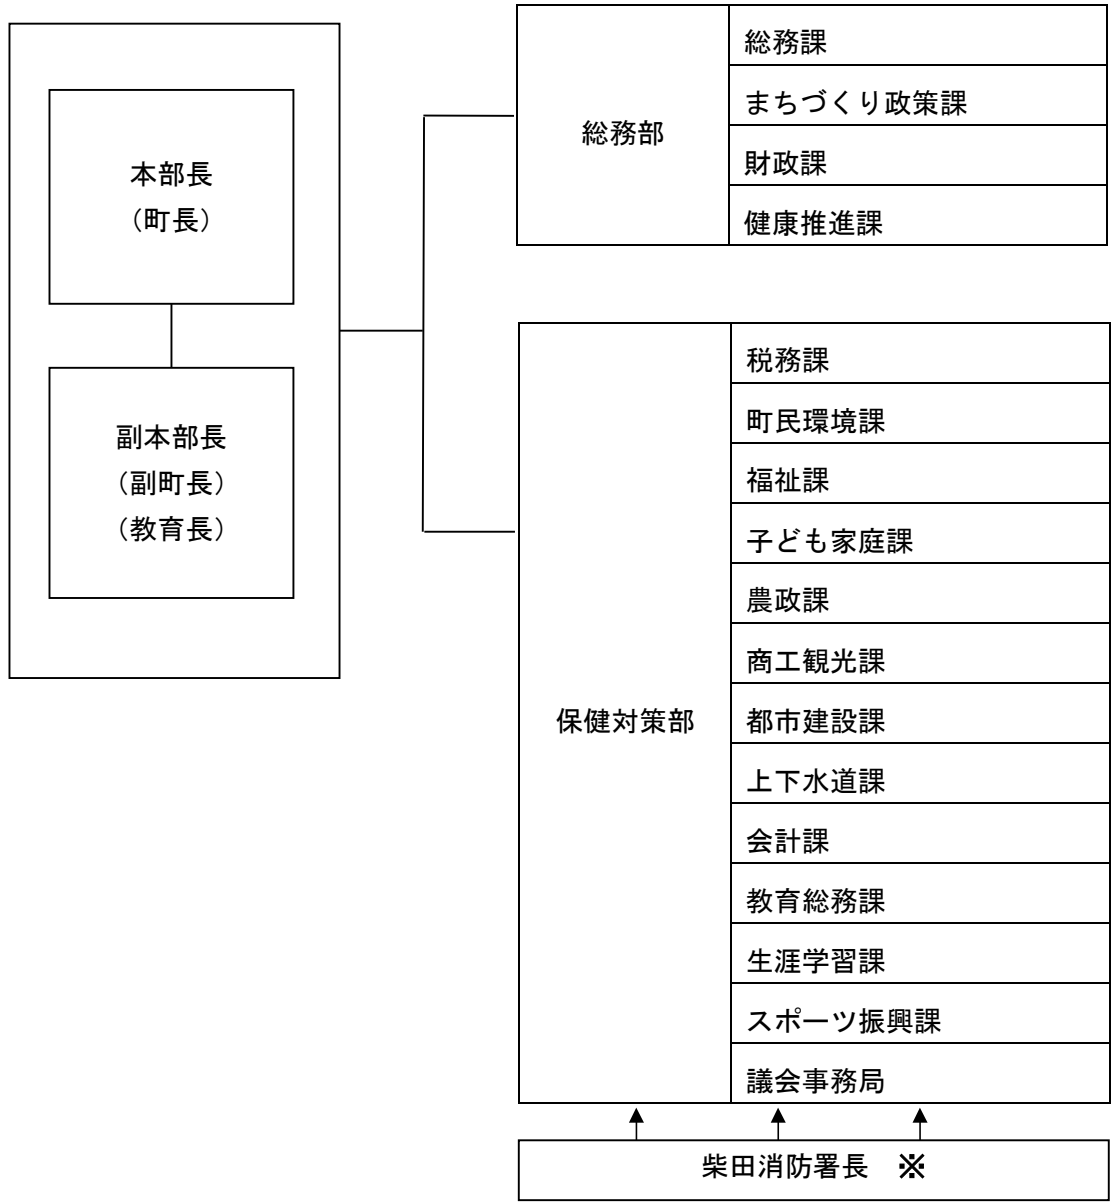 本部長
（町長）
副本部長
（副町長）
（教育長）
総務部
総務課
まちづくり政策課
財政課
健康推進課
保健対策部
税務課
町民環境課
福祉課
子ども家庭課
農政課
商工観光課
都市建設課
上下水道課
会計課
教育総務課
生涯学習課
スポーツ振興課
議会事務局
柴田消防署長　※